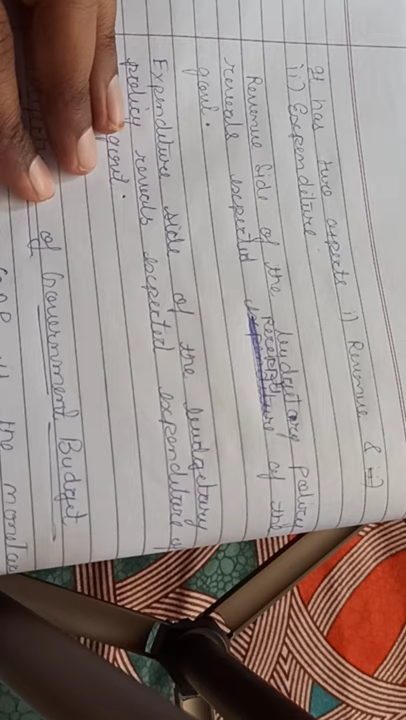 It has two aspects i) Revenue & ii)
ii) Expenditure.
Revenue side of the budgetary policy
reveals expected receipts of the
govt.
Expenditure side of the budgetary
policy reveals expected expenditure of
govt.
of Government Budget
the moneta